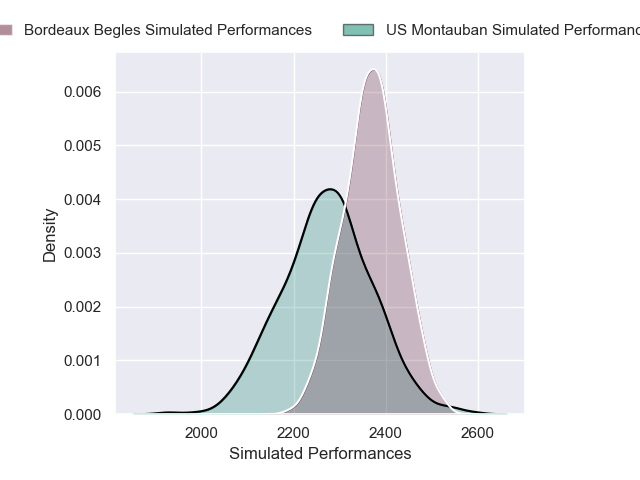 Bordeaux Begles Simulated Performances
US Montauban Simulated
0.006
0.005
0.004
0.003
0.002
0.001
0.000
Density
2000 2200 2400 2600
Simulated Performances